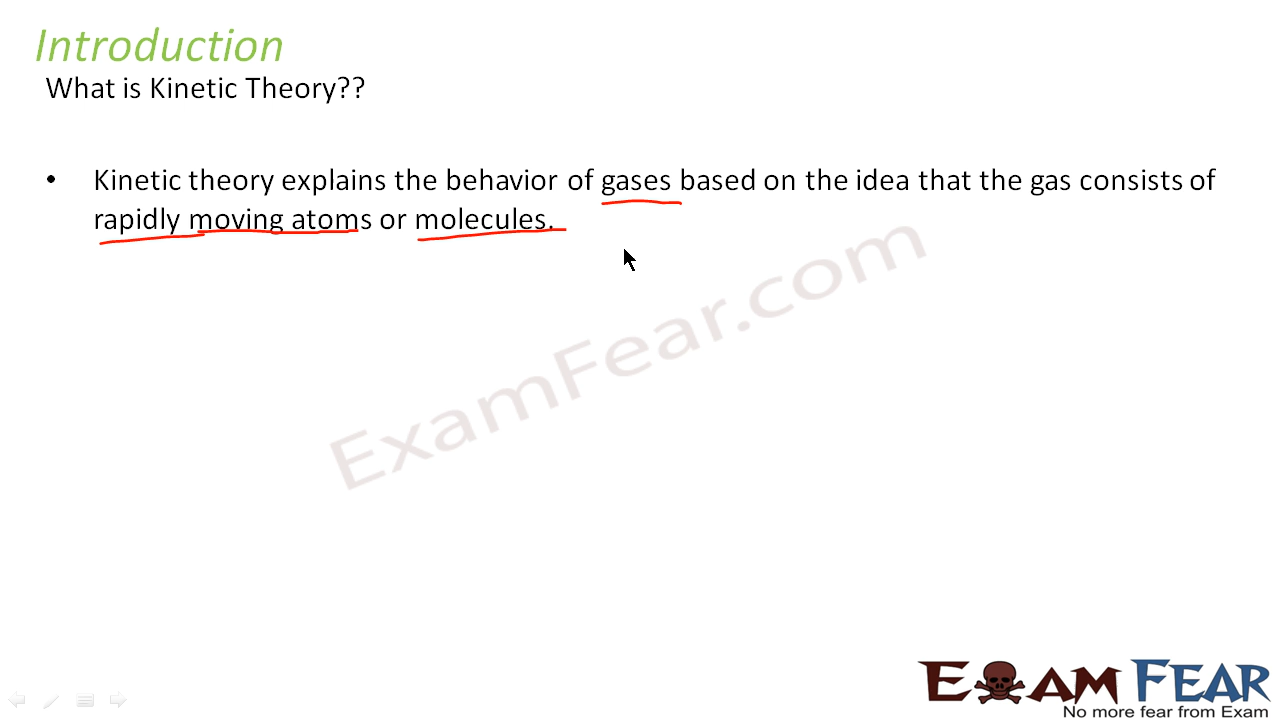 Introduction
What is Kinetic Theory??
• Kinetic theory explains the behavior of gases based on the idea that the gas consists of
rapidly moving atoms or molecules.
ExamFear.com
EXAM FEAR
No more fear from Exam